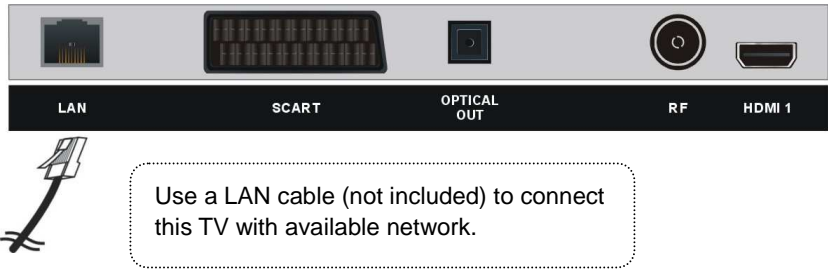 LAN SCART OPTICAL OUT RF HDMI 1
Use a LAN cable (not included) to connect
this TV with available network.